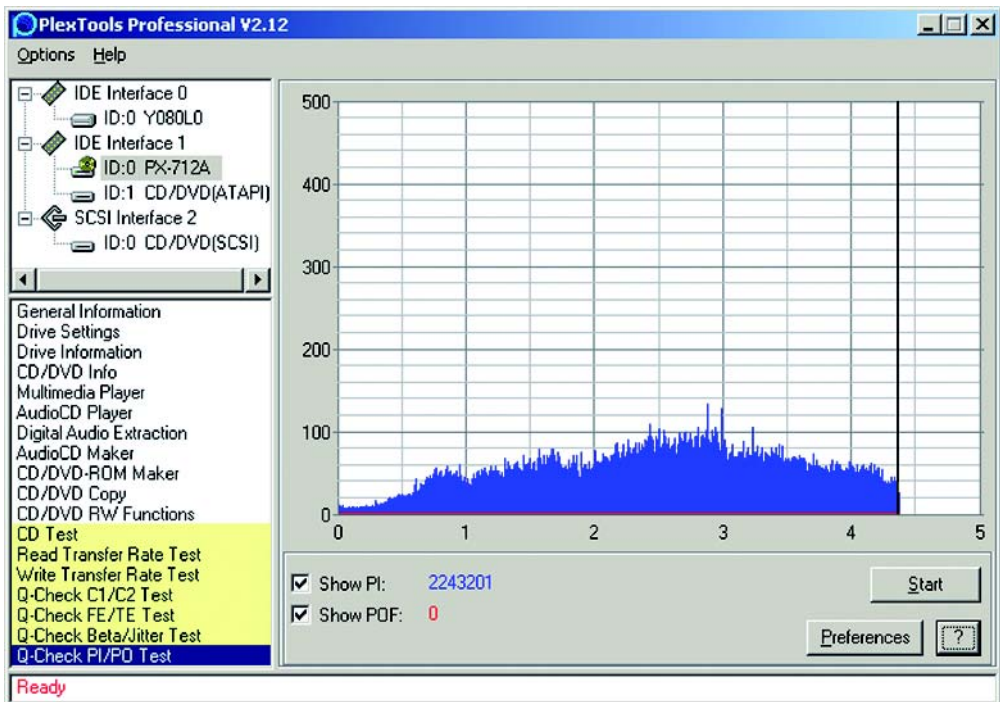 PlexTools Professional V2.12
Options Help
IDE Interface 0
ID:0 Y080L0
IDE Interface 1
ID:0 PX-712A
ID:1 CD/DVD(ATAPI)
SCSI Interface 2
ID:0 CD/DVD(SCSI)
General Information
Drive Settings
Drive Information
CD/DVD Info
Multimedia Player
AudioCD Player
Digital Audio Extraction
AudioCD Maker
CD/DVD-ROM Maker
CD/DVD Copy
CD/DVD RW Functions
CD Test
Read Transfer Rate Test
Write Transfer Rate Test
Q-Check C1/C2 Test
Q-Check FE/TE Test
Q-Check Beta/Jitter Test
Q-Check PI/PO Test
500
400
300
200
100
0
0 1 2 3 4 5
Show PI: 2243201
Show POF: 0
Start
Preferences ?
Ready